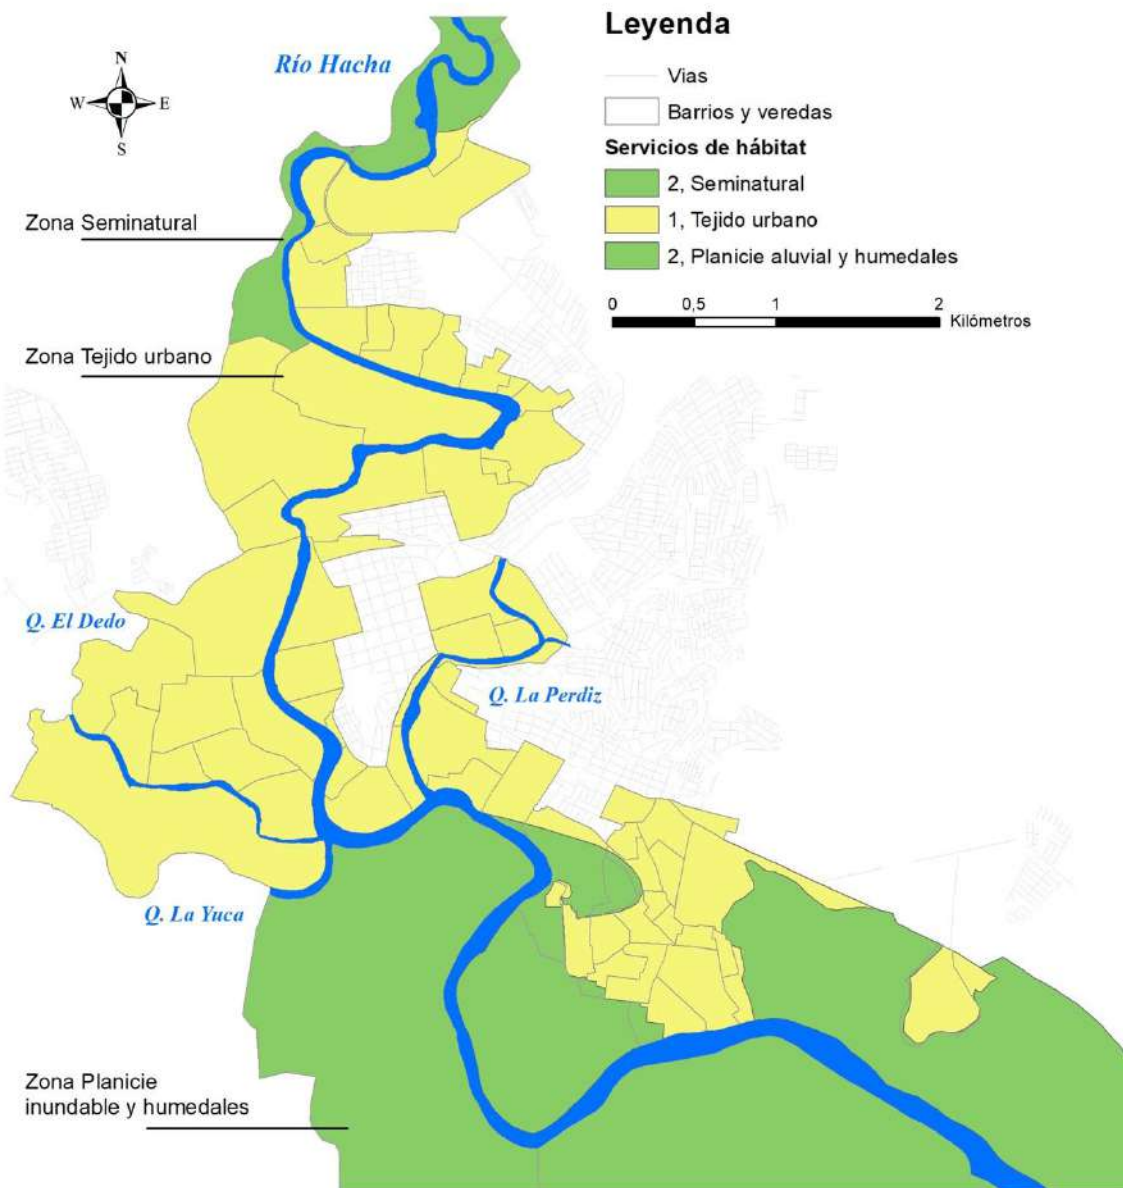 Leyenda
Río Hacha
N
W E
S
Vias
Barrios y veredas
Servicios de hábitat
2, Seminatural
1, Tejido urbano
2, Planicie aluvial y humedales
0 0,5 1 2
Kilómetros
Zona Seminatural
Zona Tejido urbano
Q. El Dedo
Q. La Perdiz
Q. La Yuca
Zona Planicie
inundable y humedales